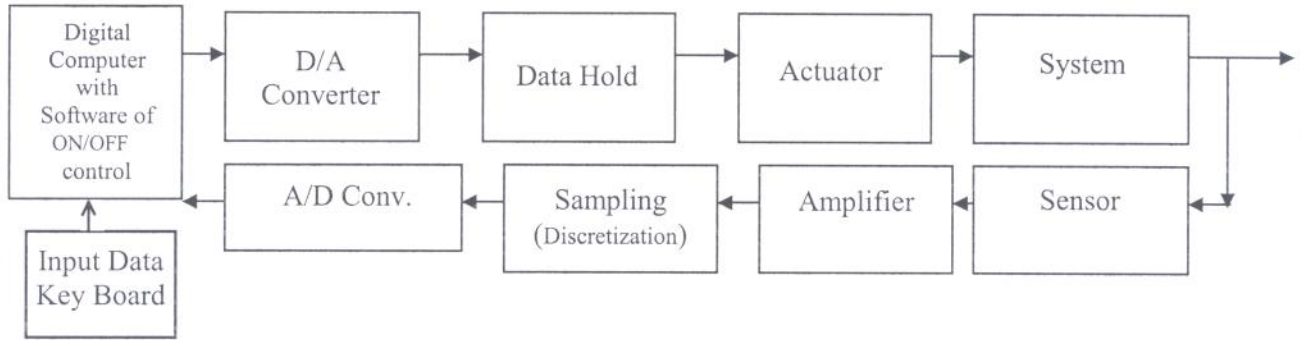 Digital
Computer
with
Software of
ON/OFF
control
D/A
Converter
Data Hold
Actuator
System
A/D Conv.
Sampling
(Discretization)
Amplifier
Sensor
Input Data
Key Board